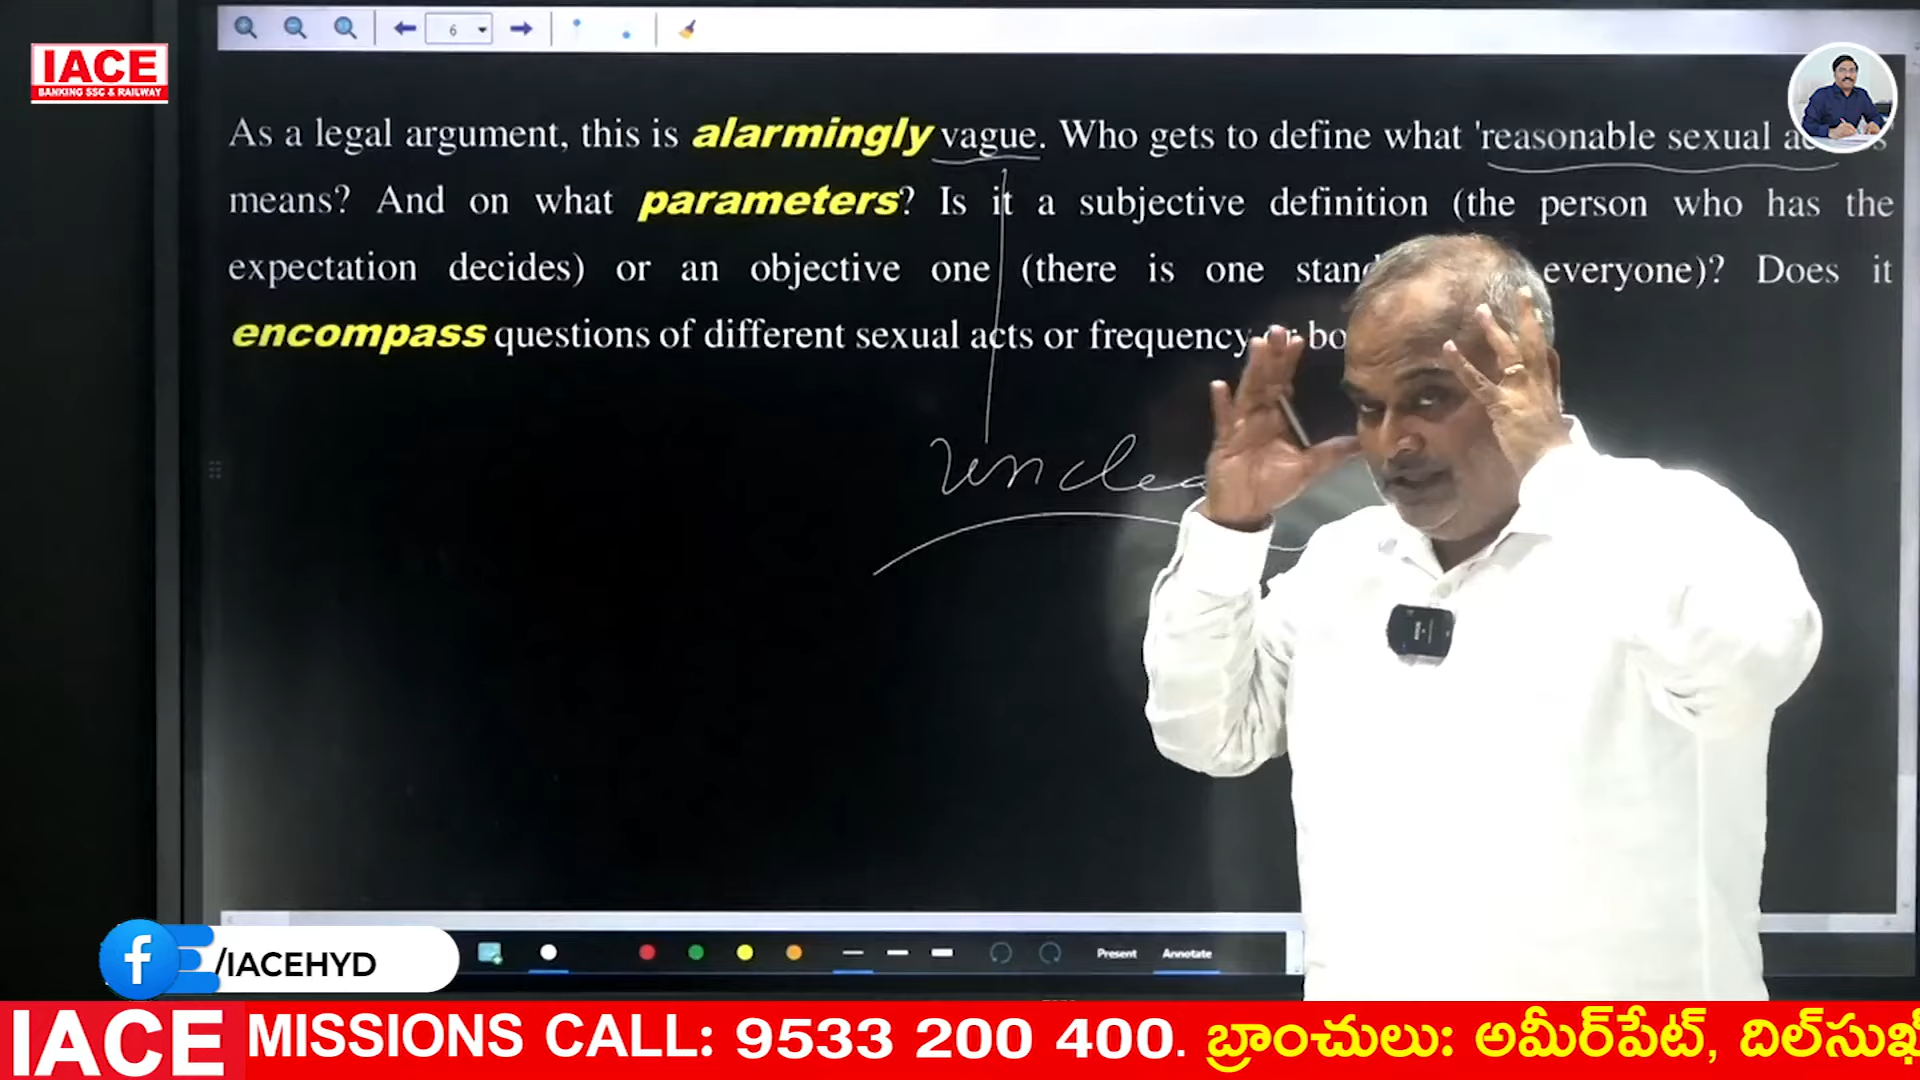 6
IACE
BANKING SSC & RAILWAY
As a legal argument, this is alarmingly vague. Who gets to define what 'reasonable sexual
means? And on what parameters? Is it a subjective definition (the person who has the
expectation decides) or an objective one (there is one everyone)? Does it
encompass questions of different sexual acts or frequency or
Present Annotate
/IACEHYD
IACE MISSIONS CALL: 9533 200 400. బ్రాంచులు: అమీర్‌పేట్, దిల్‌సుఖ్